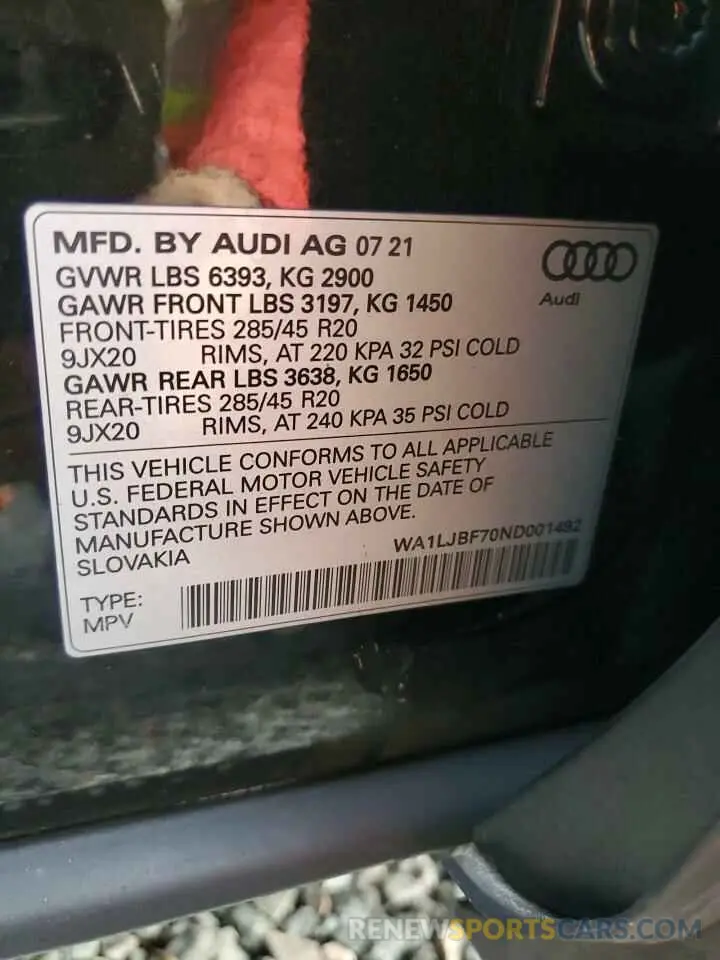 MFD. BY AUDI AG 07 21
GVWR LBS 6393, KG 2900
GAWR FRONT LBS 3197, KG 1450
FRONT-TIRES 285/45 R20
9JX20 RIMS, AT 220 KPA 32 PSI COLD
GAWR REAR LBS 3638, KG 1650
REAR-TIRES 285/45 R20
9JX20 RIMS, AT 240 KPA 35 PSI COLD
Audi
THIS VEHICLE CONFORMS TO ALL APPLICABLE
U.S. FEDERAL MOTOR VEHICLE SAFETY
STANDARDS IN EFFECT ON THE DATE OF
MANUFACTURE SHOWN ABOVE.
SLOVAKIA
WA1LJBF70ND001492
TYPE:
MPV
RENEWSPORTSCARS.COM